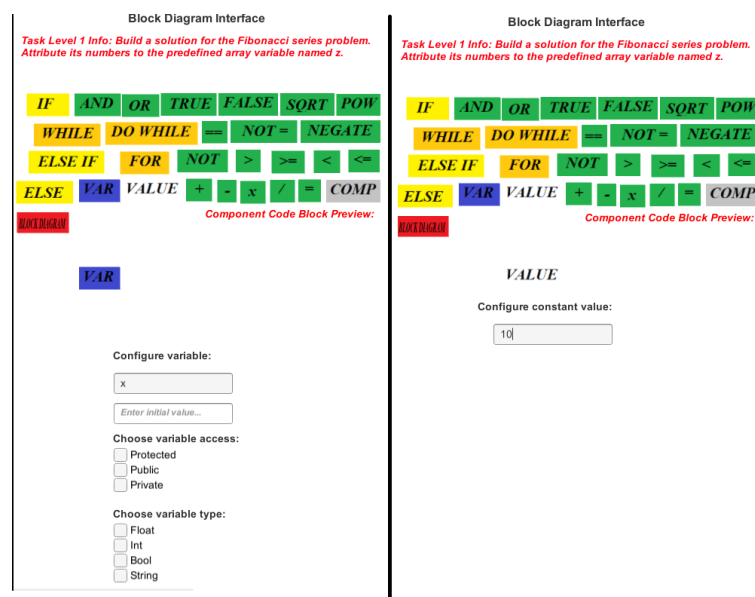 Block Diagram Interface
Task Level 1 Info: Build a solution for the Fibonacci series problem.
Attribute its numbers to the predefined array variable named z.
IF AND OR TRUE FALSE SQRT POW
WHILE DO WHILE == NOT = NEGATE
ELSE IF FOR NOT > >= < <=
ELSE VAR VALUE + - x / = COMP
Component Code Block Preview:
BLOCK DIAGRAM
VAR
Configure variable:
x
Enter initial value...
Choose variable access:
Protected
Public
Private
Choose variable type:
Float
Int
Bool
String
Block Diagram Interface
Task Level 1 Info: Build a solution for the Fibonacci series problem.
Attribute its numbers to the predefined array variable named z.
IF AND OR TRUE FALSE SQRT POW
WHILE DO WHILE == NOT = NEGATE
ELSE IF FOR NOT > >= < <=
ELSE VAR VALUE + - x / = COMP
Component Code Block Preview:
BLOCK DIAGRAM
VALUE
Configure constant value:
10